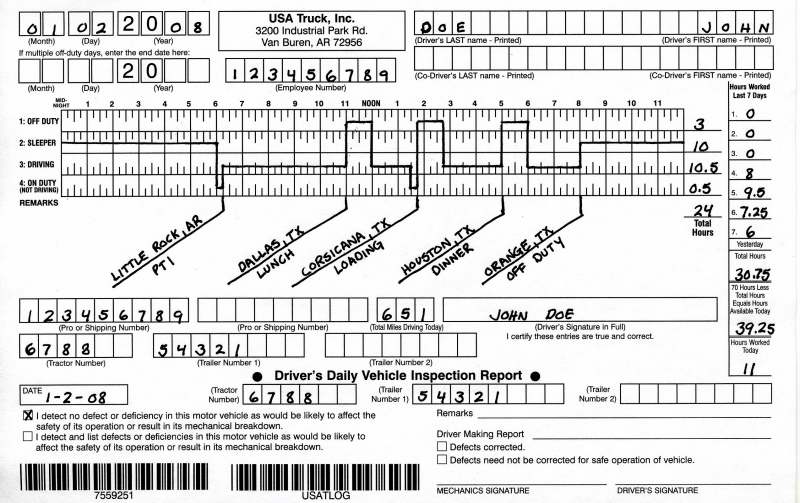 01 02 2008
(Month) (Day) (Year)
If multiple off-duty days, enter the end date here:
20
(Month) (Day) (Year)
USA Truck, Inc.
3200 Industrial Park Rd.
Van Buren, AR 72956
123456789
(Employee Number)
DOE JOHN
(Driver's LAST name - Printed) (Driver's FIRST name - Printed)
(Co-Driver's LAST name - Printed) (Co-Driver's FIRST name - Printed)
MID-NIGHT 1 2 3 4 5 6 7 8 9 10 11 NOON 1 2 3 4 5 6 7 8 9 10 11
1: OFF DUTY 3
2: SLEEPER 10
3: DRIVING 10.5
4: ON DUTY (NOT DRIVING) 0.5
REMARKS 24
Total Hours
LITTLE ROCK, AR
PTI
DALLAS, TX
LUNCH
CORSICANA, TX
LOADING
HOUSTON, TX
DINNER
ORANGE, TX
OFF DUTY
Hours Worked
Last 7 Days
1. 0
2. 0
3. 0
4. 8
5. 9.5
6. 7.25
7. 6
Yesterday
Total Hours
30.75
70 Hours Less
Total Hours
Equals Hours
Available Today
39.25
Hours Worked
Today
11
123456789 651 JOHN DOE
(Pro or Shipping Number) (Pro or Shipping Number) (Total Miles Driving Today) (Driver's Signature in Full)
I certify these entries are true and correct.
6788 54321
(Tractor Number) (Trailer Number 1) (Trailer Number 2)
Driver's Daily Vehicle Inspection Report
DATE 1-2-08 (Tractor Number) 6788 (Trailer Number 1) 54321 (Trailer Number 2)
X I detect no defect or deficiency in this motor vehicle as would be likely to affect the
safety of its operation or result in its mechanical breakdown.
I detect and list defects or deficiencies in this motor vehicle as would be likely to
affect the safety of its operation or result in its mechanical breakdown.
Remarks
Driver Making Report
Defects corrected.
Defects need not be corrected for safe operation of vehicle.
MECHANICS SIGNATURE DRIVER'S SIGNATURE
7559251 USATLOG